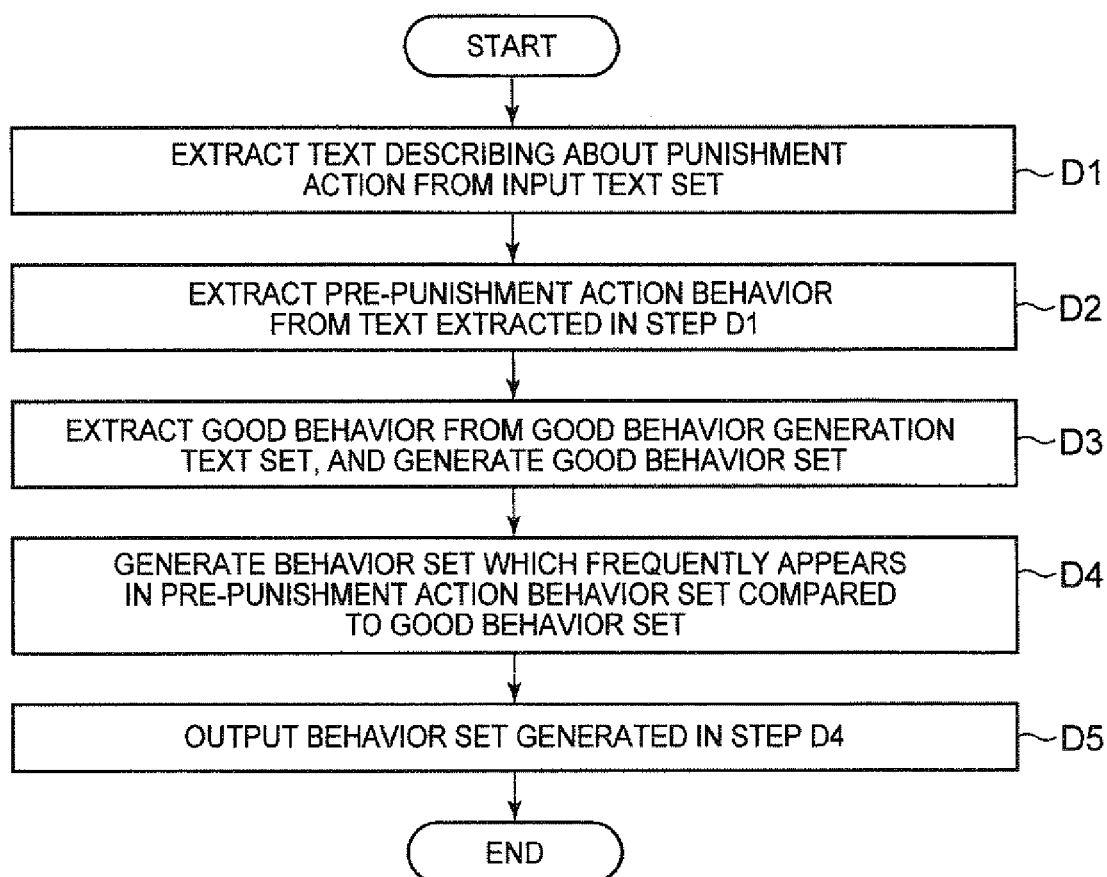 START
EXTRACT TEXT DESCRIBING ABOUT PUNISHMENT
ACTION FROM INPUT TEXT SET
D1
EXTRACT PRE-PUNISHMENT ACTION BEHAVIOR
FROM TEXT EXTRACTED IN STEP D1
D2
EXTRACT GOOD BEHAVIOR FROM GOOD BEHAVIOR GENERATION
TEXT SET, AND GENERATE GOOD BEHAVIOR SET
D3
GENERATE BEHAVIOR SET WHICH FREQUENTLY APPEARS
IN PRE-PUNISHMENT ACTION BEHAVIOR SET COMPARED
TO GOOD BEHAVIOR SET
D4
OUTPUT BEHAVIOR SET GENERATED IN STEP D4
D5
END